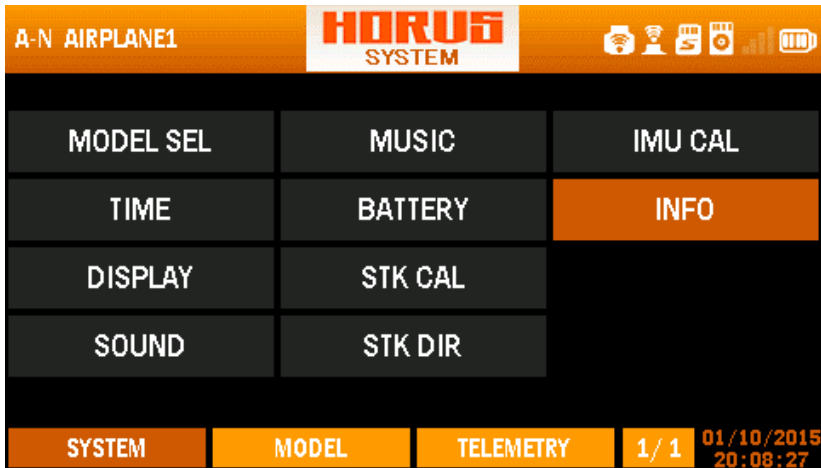 A-N AIRPLANE1
HORUS
SYSTEM
MODEL SEL MUSIC IMU CAL
TIME BATTERY INFO
DISPLAY STK CAL
SOUND STK DIR
SYSTEM MODEL TELEMETRY 1/1 01/10/2015
20:08:27